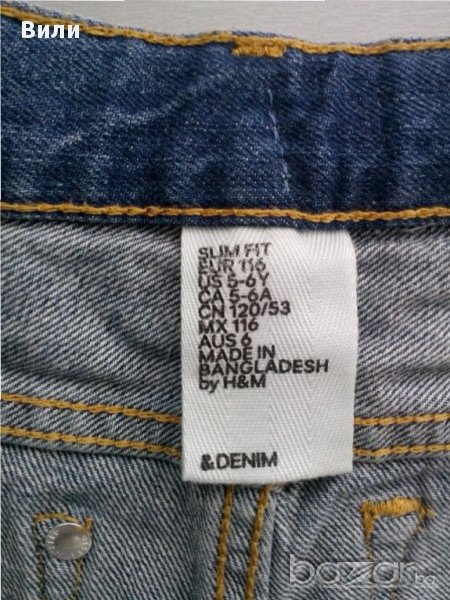 Вили
SLIM FIT
EUR 116
US 5-6Y
CA 5-6A
CN 120/53
MX 116
AUS 6
MADE IN
BANGLADESH
by H&M
&DENIM
bazar.bg